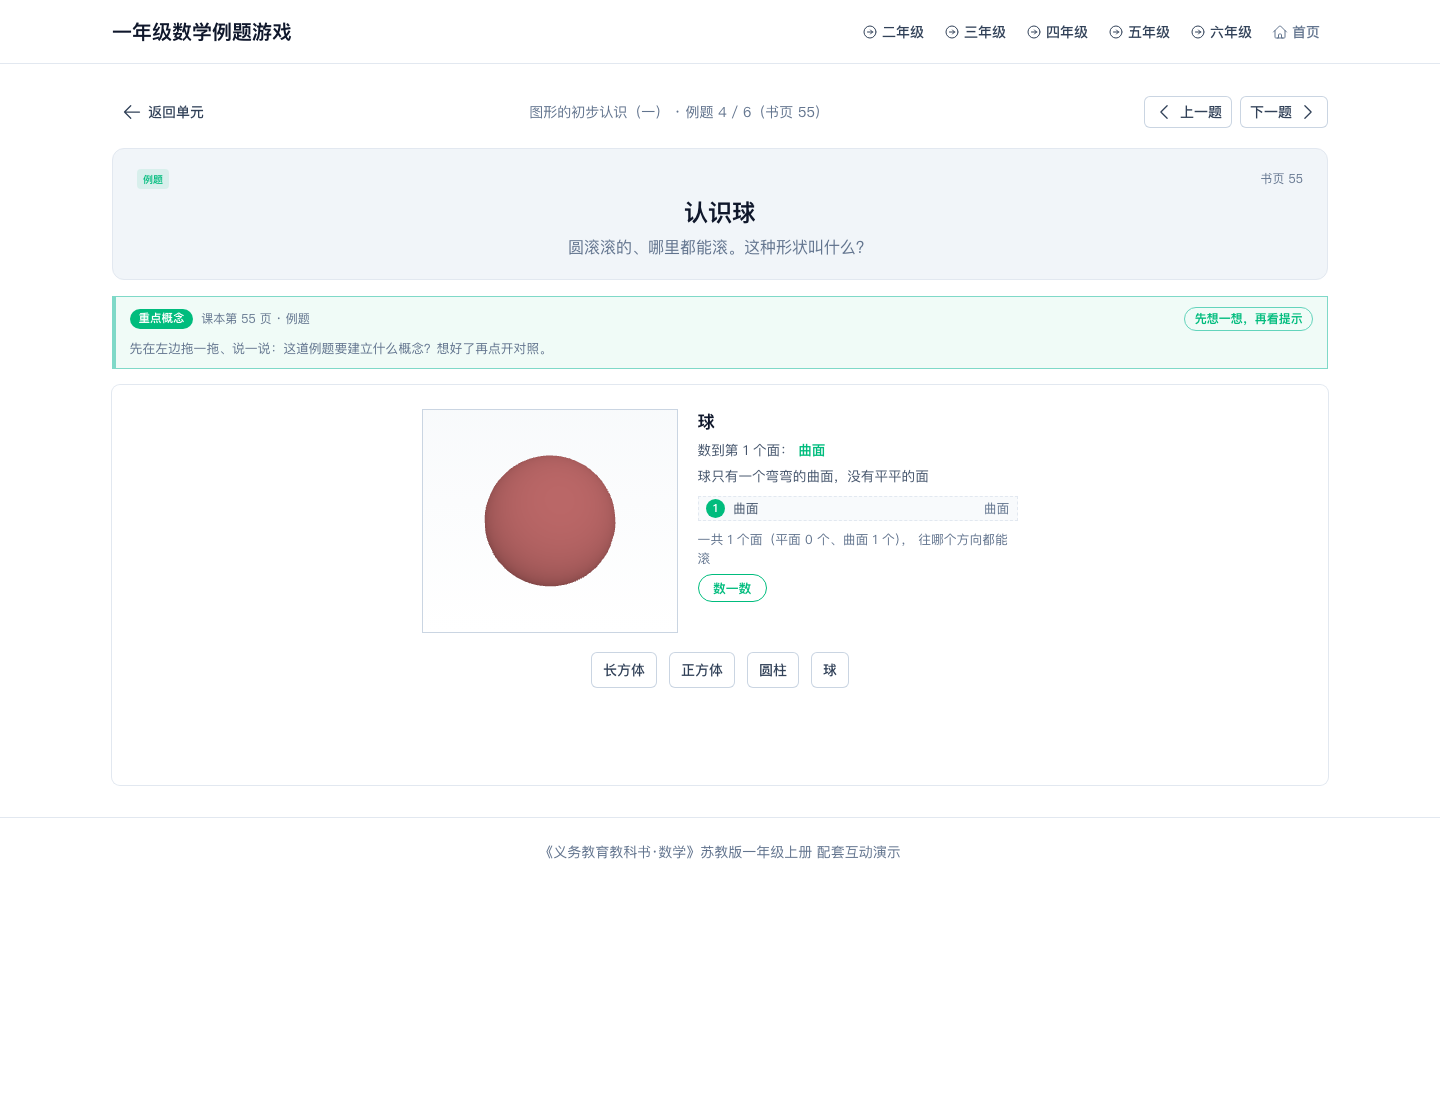 一年级数学例题游戏
二年级 三年级 四年级 五年级 六年级 首页
返回单元
图形的初步认识（一） · 例题 4 / 6（书页 55）
上一题 下一题
例题
书页 55
认识球
圆滚滚的、哪里都能滚。这种形状叫什么？
重点概念 课本第 55 页 · 例题
先想一想，再看提示
先在左边拖一拖、说一说：这道例题要建立什么概念？想好了再点开对照。
球
数到第 1 个面： 曲面
球只有一个弯弯的曲面，没有平平的面
1 曲面 曲面
一共 1 个面（平面 0 个、曲面 1 个）， 往哪个方向都能
滚
数一数
长方体 正方体 圆柱 球
《义务教育教科书·数学》苏教版一年级上册 配套互动演示